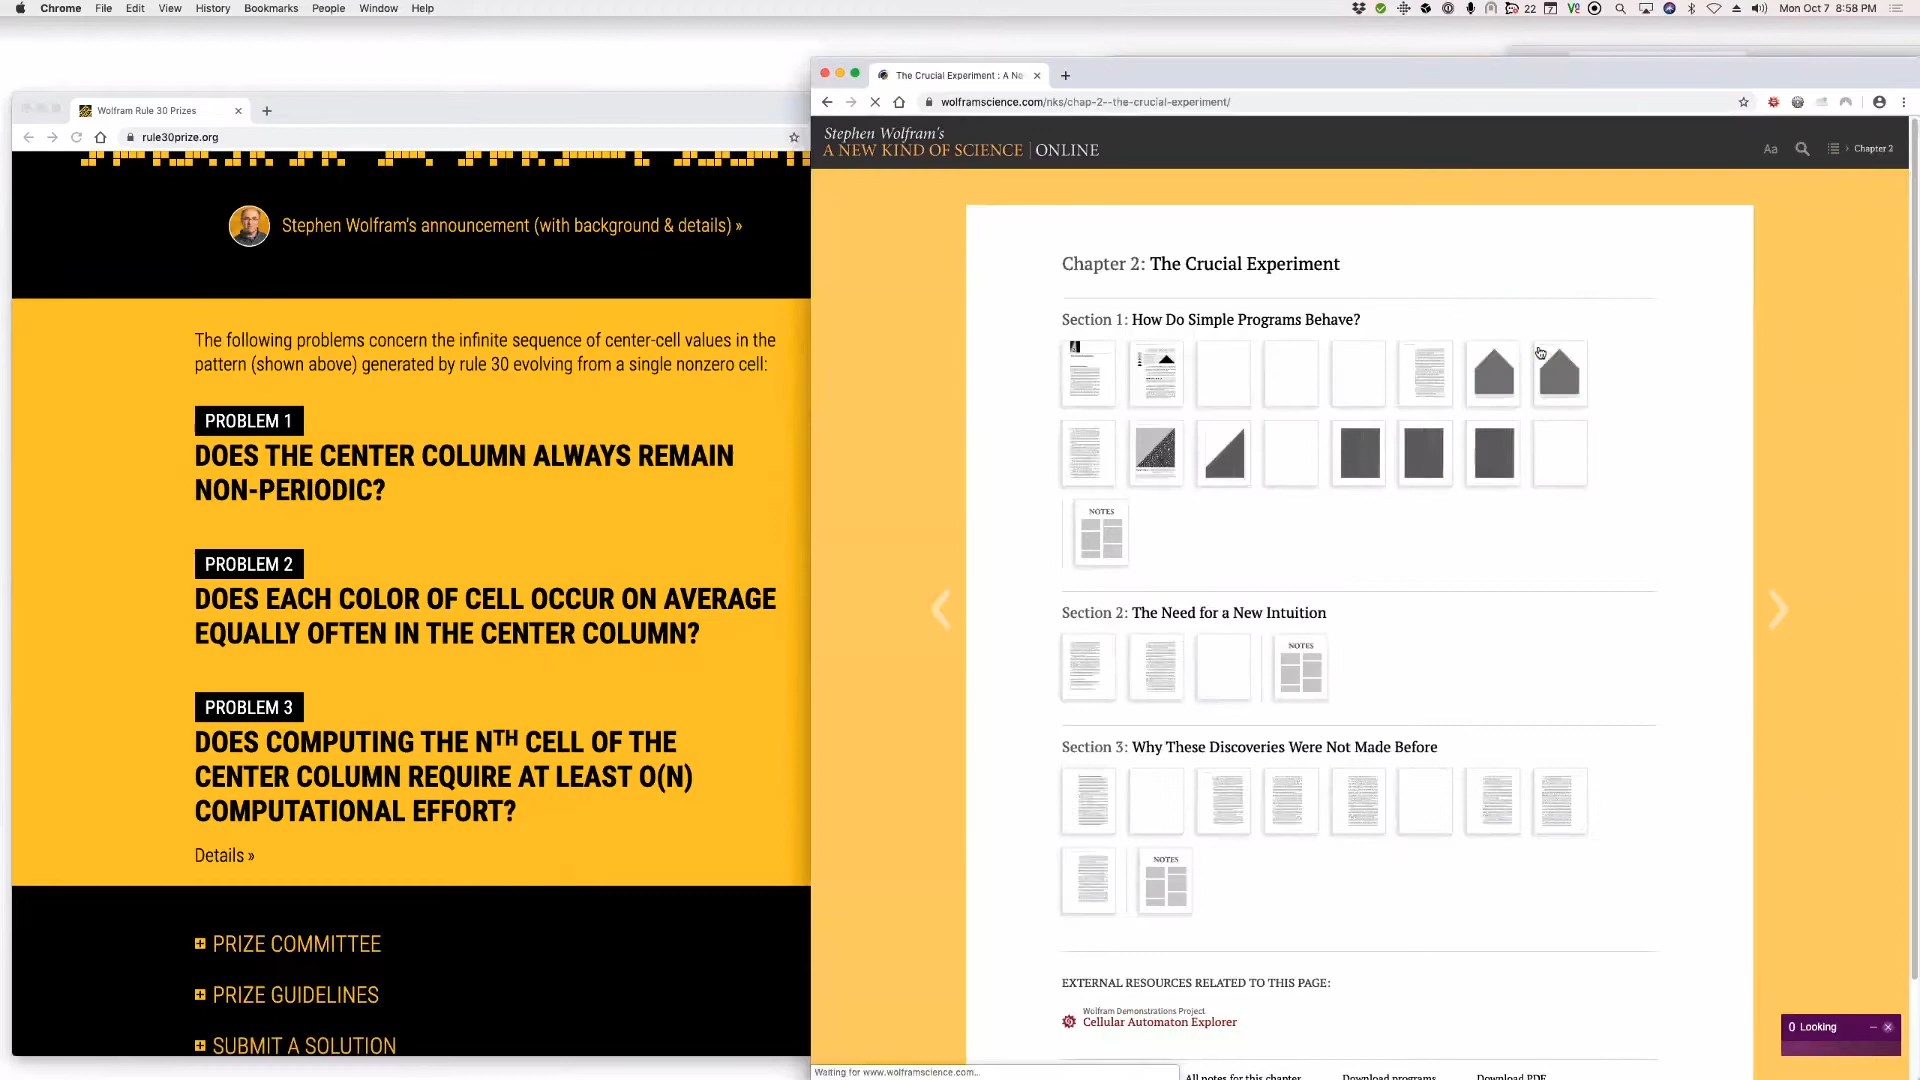 Chrome File Edit View History Bookmarks People Window Help
22
Mon Oct 7 8:58 PM
Wolfram Rule 30 Prizes
rule30prize.org
Stephen Wolfram's announcement (with background & details) »
The following problems concern the infinite sequence of center-cell values in the
pattern (shown above) generated by rule 30 evolving from a single nonzero cell:
PROBLEM 1
DOES THE CENTER COLUMN ALWAYS REMAIN
NON-PERIODIC?
PROBLEM 2
DOES EACH COLOR OF CELL OCCUR ON AVERAGE
EQUALLY OFTEN IN THE CENTER COLUMN?
PROBLEM 3
DOES COMPUTING THE NTH CELL OF THE
CENTER COLUMN REQUIRE AT LEAST O(N)
COMPUTATIONAL EFFORT?
Details »
PRIZE COMMITTEE
PRIZE GUIDELINES
SUBMIT A SOLUTION
The Crucial Experiment : A Ne
wolframscience.com/nks/chap-2--the-crucial-experiment/
Stephen Wolfram's
A NEW KIND OF SCIENCE | ONLINE
Aa
Chapter 2
Chapter 2: The Crucial Experiment
Section 1: How Do Simple Programs Behave?
NOTES
Section 2: The Need for a New Intuition
NOTES
Section 3: Why These Discoveries Were Not Made Before
NOTES
EXTERNAL RESOURCES RELATED TO THIS PAGE:
Wolfram Demonstrations Project
Cellular Automaton Explorer
0 Looking
Waiting for www.wolframscience.com...
All notes for this chapter Download programs Download PDF